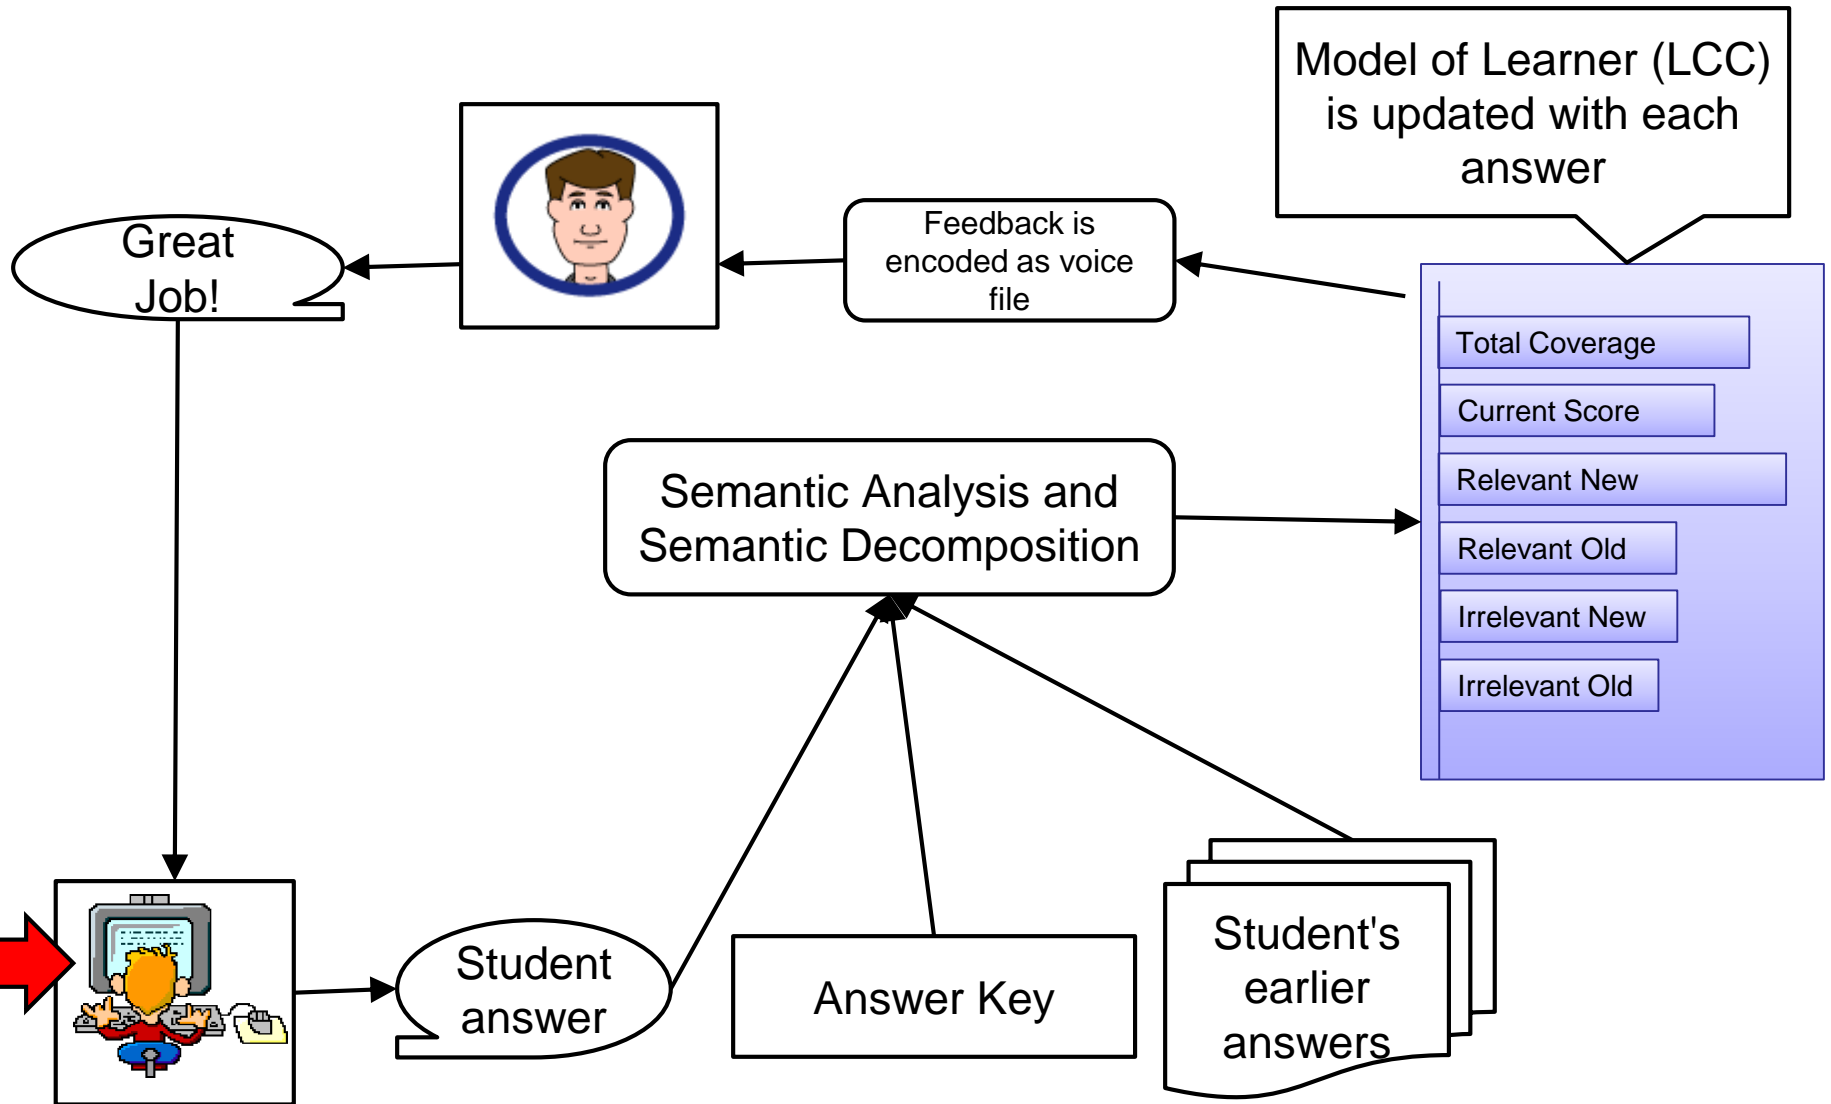 Model of Learner (LCC)
is updated with each
answer
Great
Job!
Feedback is
encoded as voice
file
Total Coverage
Current Score
Relevant New
Relevant Old
Irrelevant New
Irrelevant Old
Semantic Analysis and
Semantic Decomposition
Student
answer
Answer Key
Student's
earlier
answers